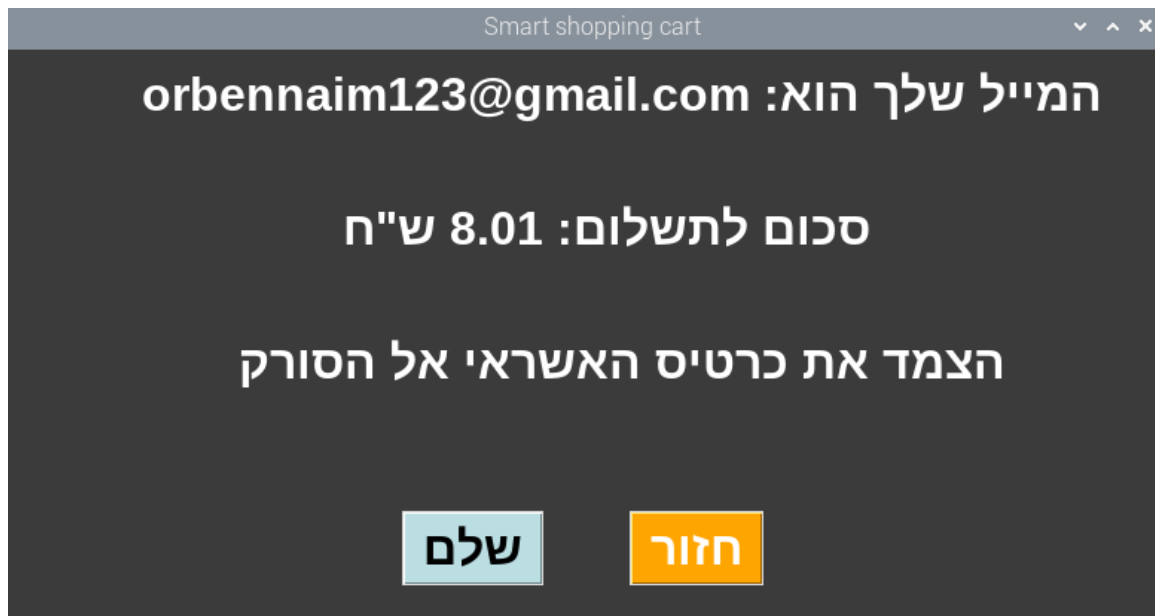 Smart shopping cart
המייל שלך הוא: orbennaim123@gmail.com
סכום לתשלום: 8.01 ש"ח
הצמד את כרטיס האשראי אל הסורק
חזור
שלם